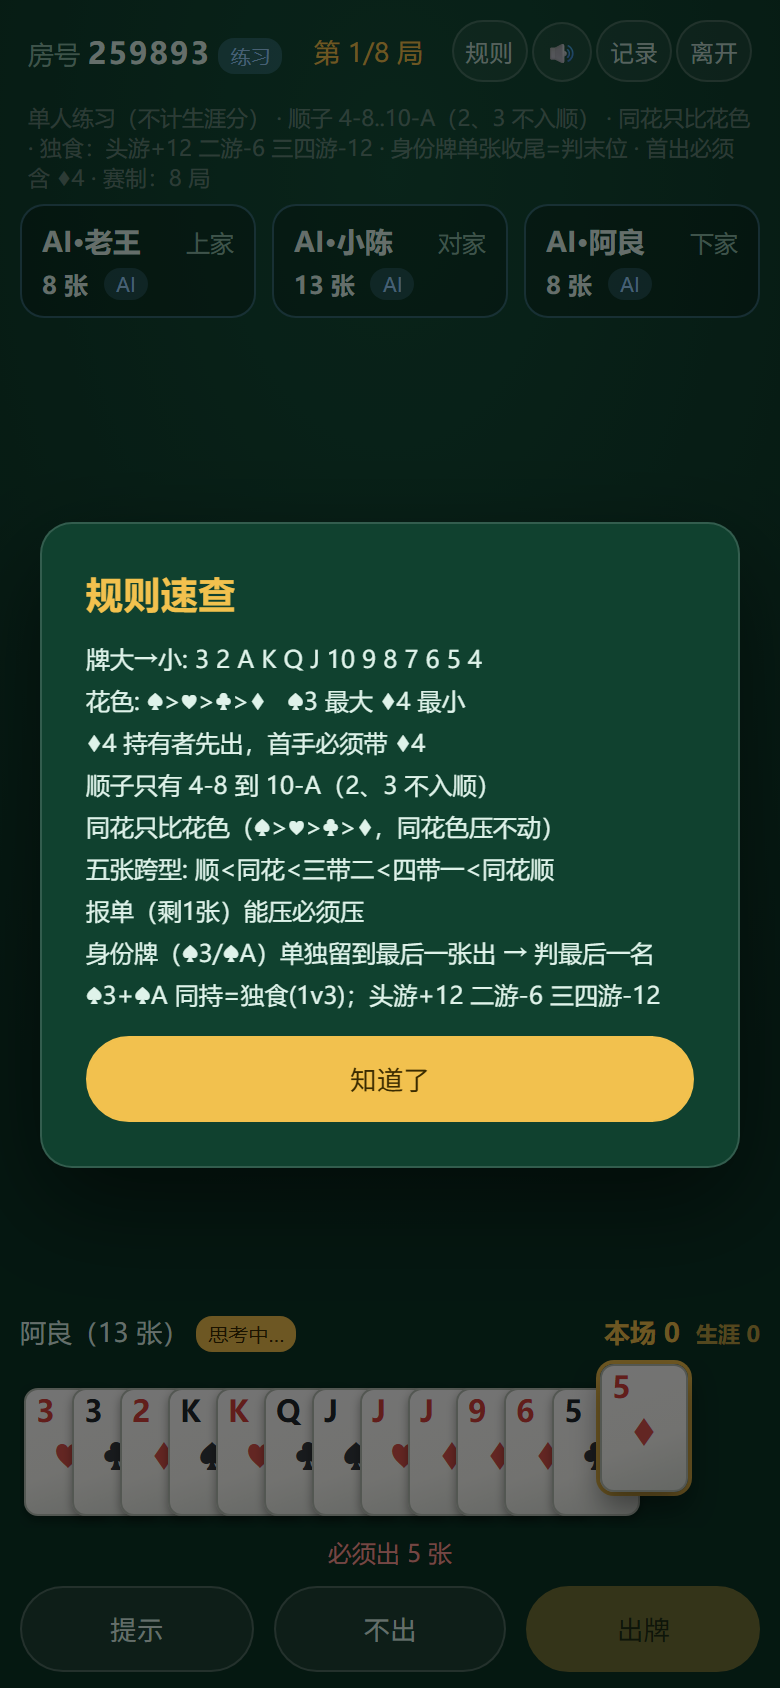 房号 259893 练习 第 1/8 局 规则 记录 离开
单人练习（不计生涯分） · 顺子 4-8..10-A（2、3 不入顺） · 同花只比花色
· 独食：头游+12 二游-6 三四游-12 · 身份牌单张收尾=判末位 · 首出必须
含 ♦4 · 赛制：8 局
AI•老王 上家
8 张 AI
AI•小陈 对家
13 张 AI
AI•阿良 下家
8 张 AI
规则速查
牌大→小: 3 2 A K Q J 10 9 8 7 6 5 4
花色: ♠>♥>♣>♦ ♠3 最大 ♦4 最小
♦4 持有者先出，首手必须带 ♦4
顺子只有 4-8 到 10-A（2、3 不入顺）
同花只比花色（♠>♥>♣>♦，同花色压不动）
五张跨型: 顺<同花<三带二<四带一<同花顺
报单（剩1张）能压必须压
身份牌（♠3/♠A）单独留到最后一张出 → 判最后一名
♠3+♠A 同持=独食(1v3)；头游+12 二游-6 三四游-12
知道了
阿良（13 张） 思考中... 本场 0 生涯 0
3 3 2 K K Q J J J 9 6 5 5
必须出 5 张
提示 不出 出牌